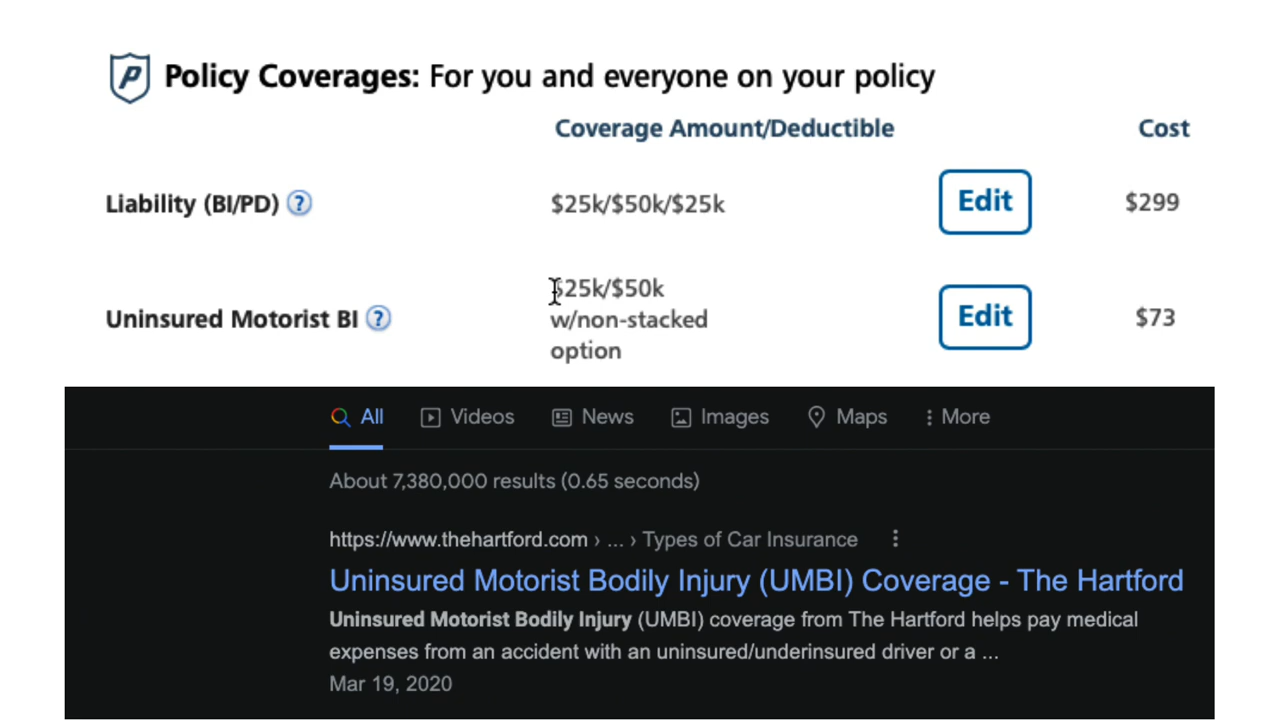 Policy Coverages: For you and everyone on your policy
Coverage Amount/Deductible Cost
Liability (BI/PD) ? $25k/$50k/$25k Edit $299
Uninsured Motorist BI ? $25k/$50k w/non-stacked option Edit $73
All Videos News Images Maps More
About 7,380,000 results (0.65 seconds)
https://www.thehartford.com › ... › Types of Car Insurance
Uninsured Motorist Bodily Injury (UMBI) Coverage - The Hartford
Uninsured Motorist Bodily Injury (UMBI) coverage from The Hartford helps pay medical
expenses from an accident with an uninsured/underinsured driver or a ...
Mar 19, 2020